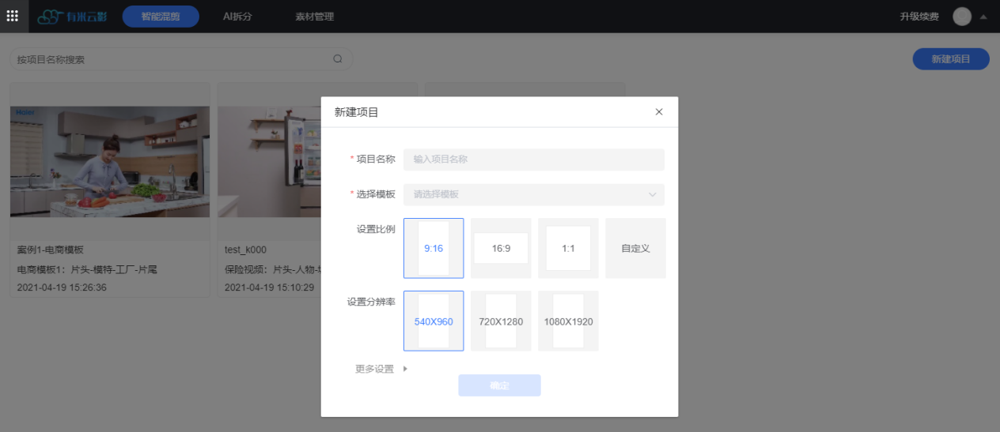 有米云影 智能混剪 AI拆分 素材管理 升级续费
按项目名称搜索 新建项目
Haier
案例1-电商模板
电商模板1：片头-模特-工厂-片尾
2021-04-19 15:26:36
test_k000
保险视频：片头-人物-
2021-04-19 15:10:29
新建项目
* 项目名称 输入项目名称
* 选择模板 请选择模板
设置比例 9:16 16:9 1:1 自定义
设置分辨率 540X960 720X1280 1080X1920
更多设置
确定